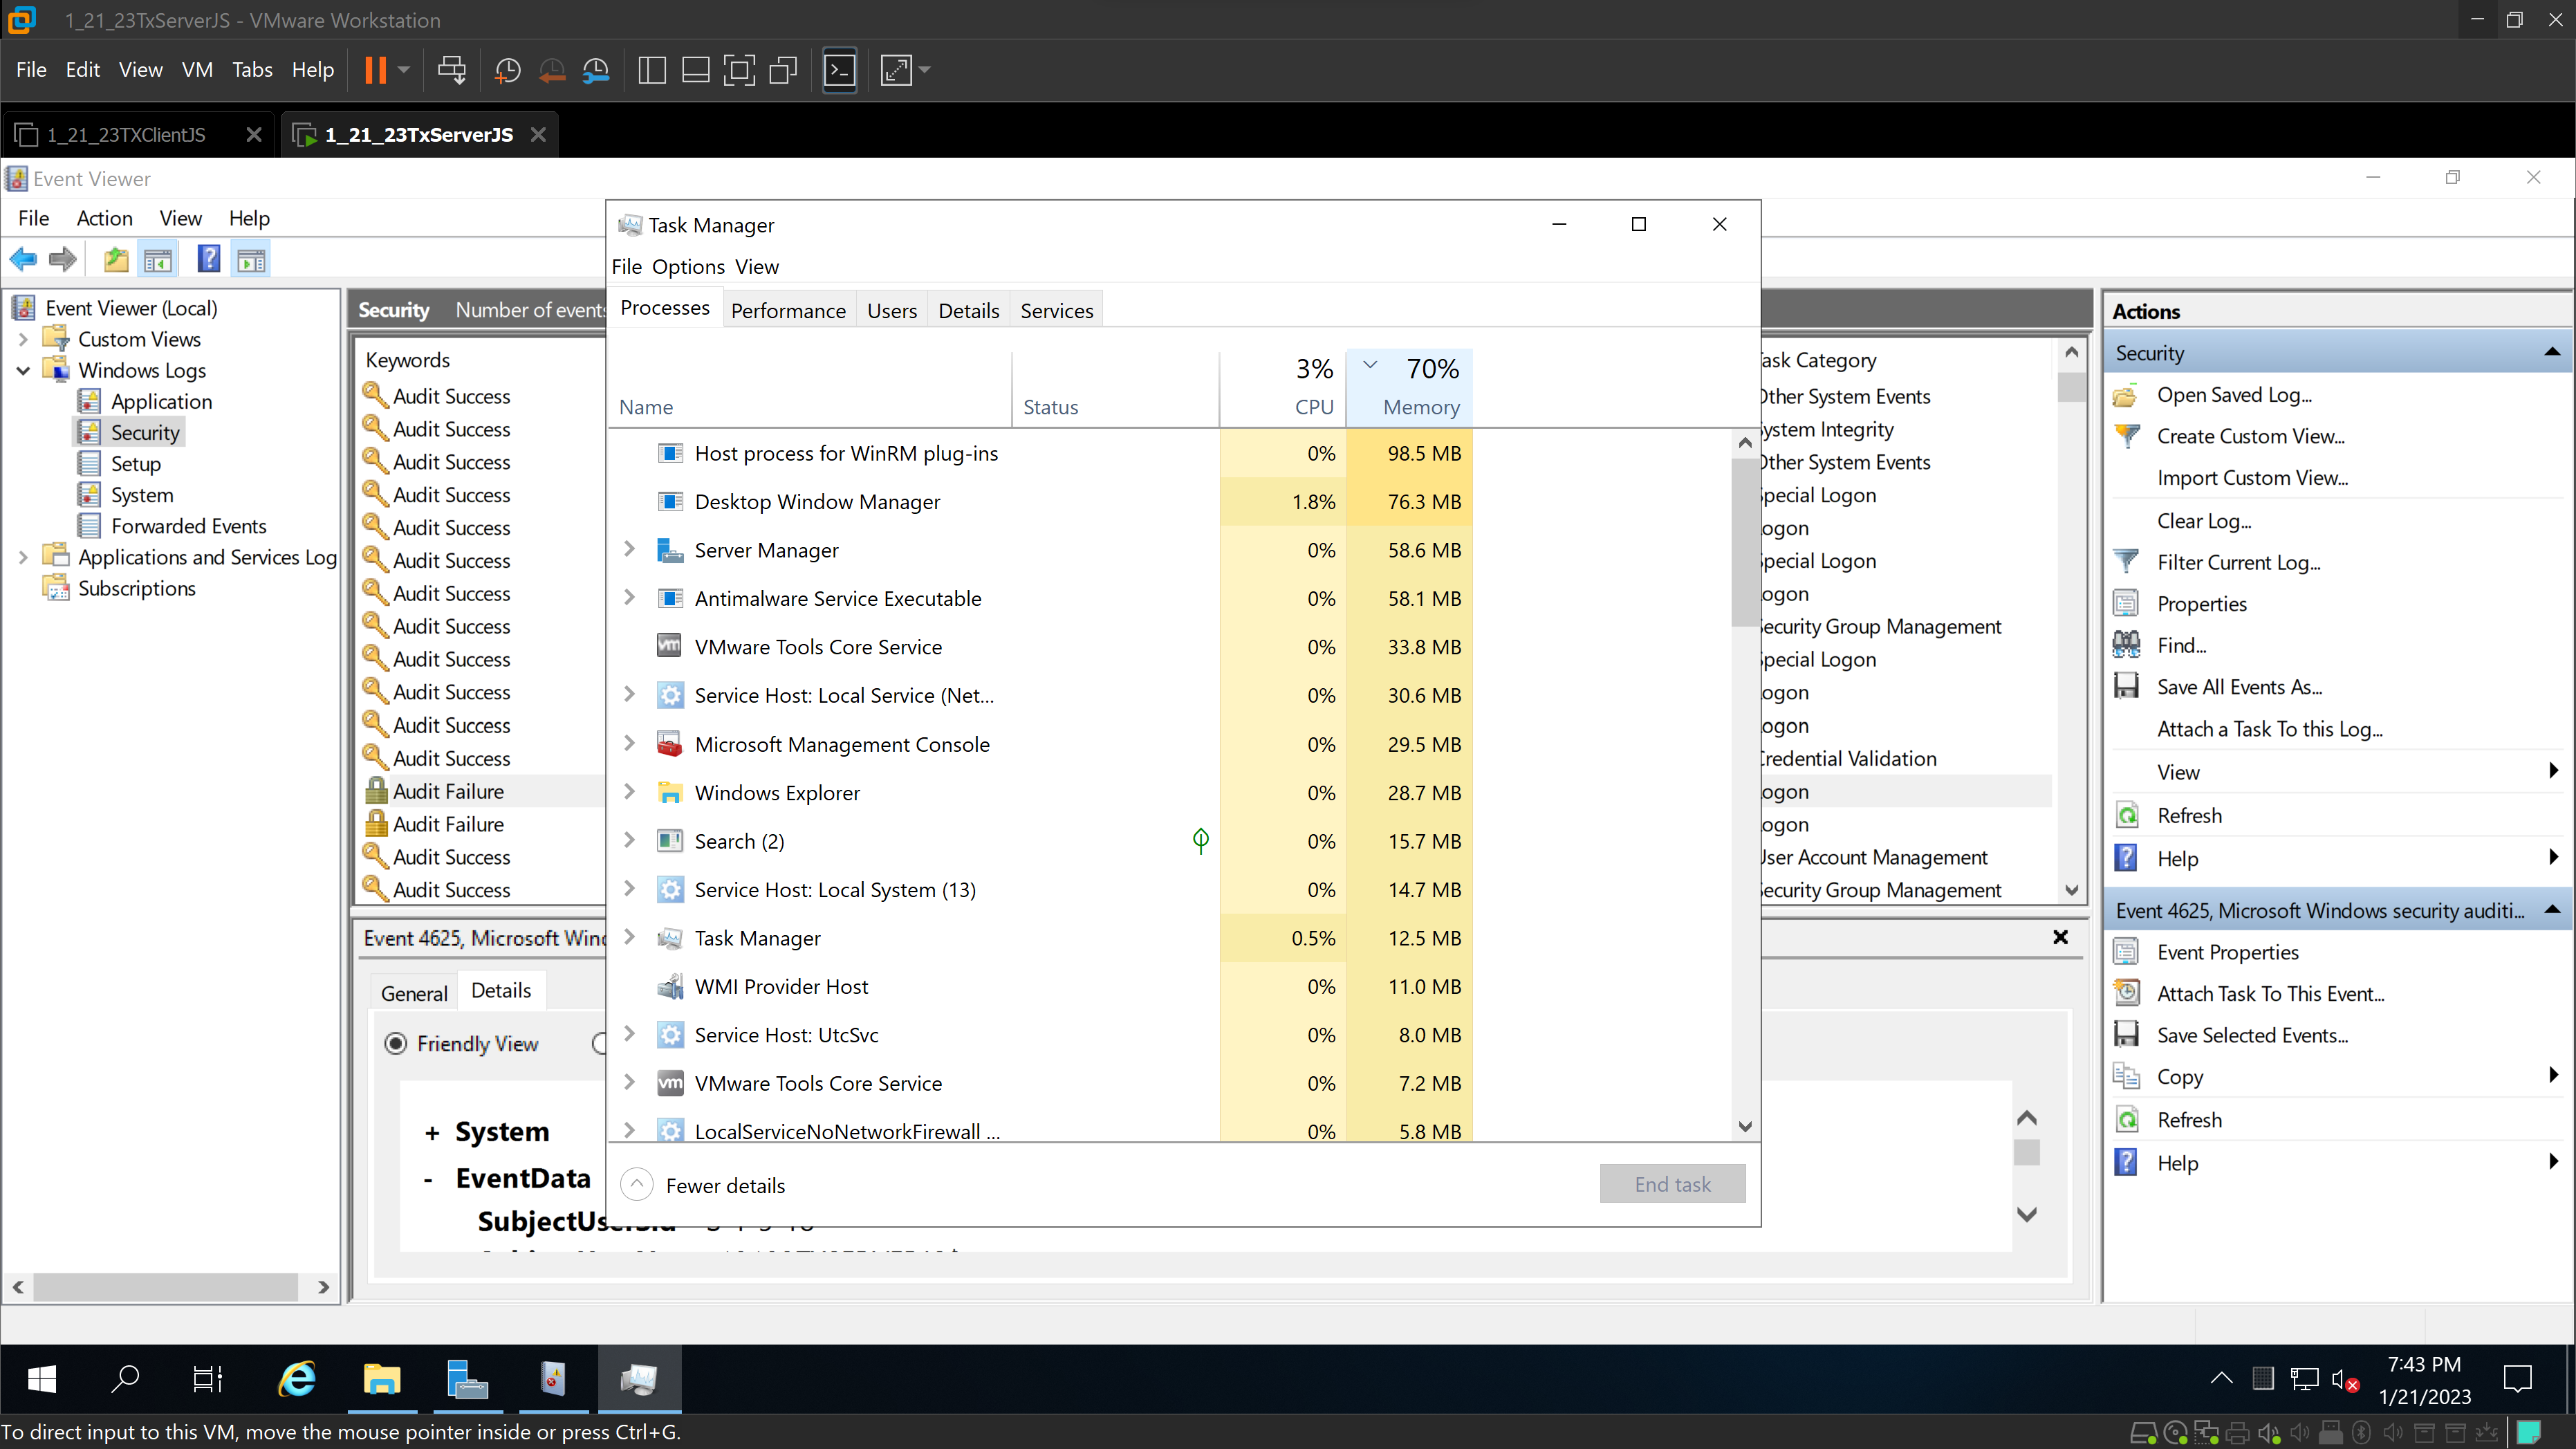 1_21_23TxServerJS - VMware Workstation
File Edit View VM Tabs Help
1_21_23TXClientJS
1_21_23TxServerJS
Event Viewer
File Action View Help
Event Viewer (Local)
Custom Views
Windows Logs
Application
Security
Setup
System
Forwarded Events
Applications and Services Log
Subscriptions
Security Number of events
Keywords
Audit Success
Audit Success
Audit Success
Audit Success
Audit Success
Audit Success
Audit Success
Audit Success
Audit Success
Audit Success
Audit Success
Audit Success
Audit Failure
Audit Failure
Audit Success
Audit Success
Event 4625, Microsoft Wind
General Details
Friendly View
+ System
- EventData
Task Manager
File Options View
Processes Performance Users Details Services
3% 70%
Name Status CPU Memory
Host process for WinRM plug-ins 0% 98.5 MB
Desktop Window Manager 1.8% 76.3 MB
Server Manager 0% 58.6 MB
Antimalware Service Executable 0% 58.1 MB
VMware Tools Core Service 0% 33.8 MB
Service Host: Local Service (Net... 0% 30.6 MB
Microsoft Management Console 0% 29.5 MB
Windows Explorer 0% 28.7 MB
Search (2) 0% 15.7 MB
Service Host: Local System (13) 0% 14.7 MB
Task Manager 0.5% 12.5 MB
WMI Provider Host 0% 11.0 MB
Service Host: UtcSvc 0% 8.0 MB
VMware Tools Core Service 0% 7.2 MB
LocalServiceNoNetworkFirewall ... 0% 5.8 MB
Fewer details End task
ask Category
Other System Events
ystem Integrity
Other System Events
pecial Logon
ogon
pecial Logon
ogon
ecurity Group Management
pecial Logon
ogon
ogon
Credential Validation
ogon
ogon
User Account Management
ecurity Group Management
Actions
Security
Open Saved Log...
Create Custom View...
Import Custom View...
Clear Log...
Filter Current Log...
Properties
Find...
Save All Events As...
Attach a Task To this Log...
View
Refresh
Help
Event 4625, Microsoft Windows security auditi...
Event Properties
Attach Task To This Event...
Save Selected Events...
Copy
Refresh
Help
7:43 PM
1/21/2023
To direct input to this VM, move the mouse pointer inside or press Ctrl+G.